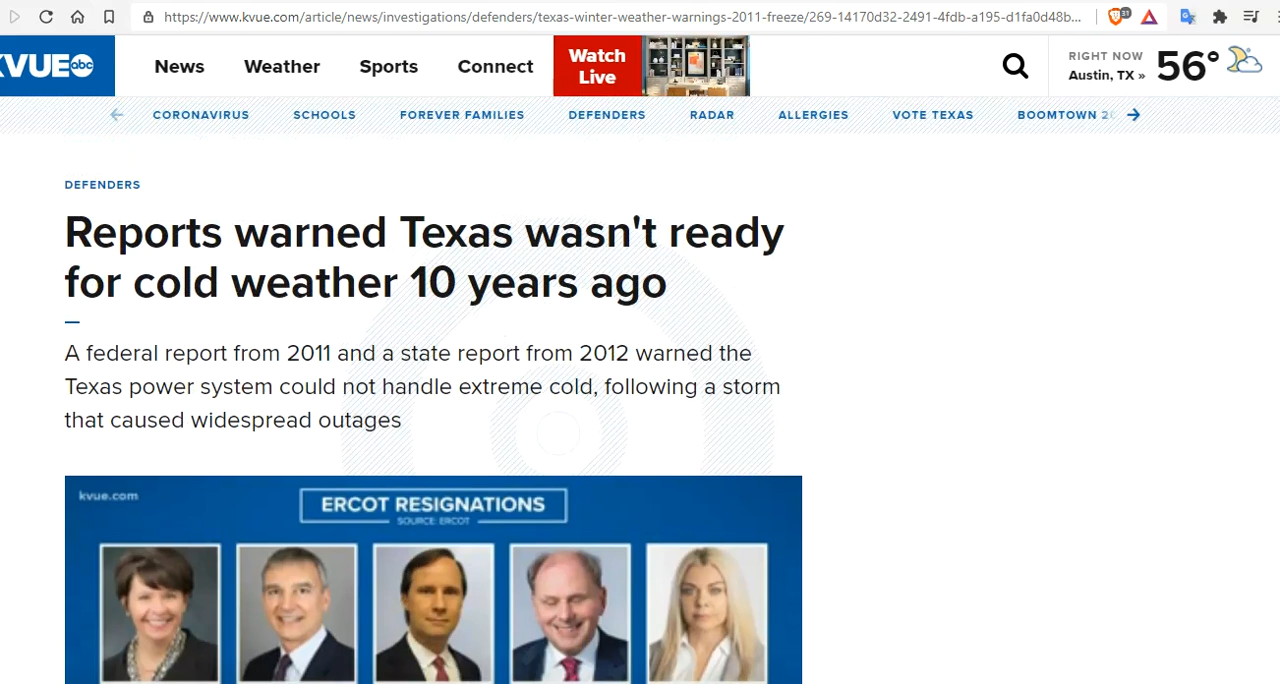 https://www.kvue.com/article/news/investigations/defenders/texas-winter-weather-warnings-2011-freeze/269-14170d32-2491-4fdb-a195-d1fa0d48b...
31
KVUE abc
News
Weather
Sports
Connect
Watch
Live
RIGHT NOW
Austin, TX »
56°
CORONAVIRUS
SCHOOLS
FOREVER FAMILIES
DEFENDERS
RADAR
ALLERGIES
VOTE TEXAS
BOOMTOWN 20
DEFENDERS
Reports warned Texas wasn't ready
for cold weather 10 years ago
A federal report from 2011 and a state report from 2012 warned the
Texas power system could not handle extreme cold, following a storm
that caused widespread outages
kvue.com
ERCOT RESIGNATIONS
SOURCE: ERCOT